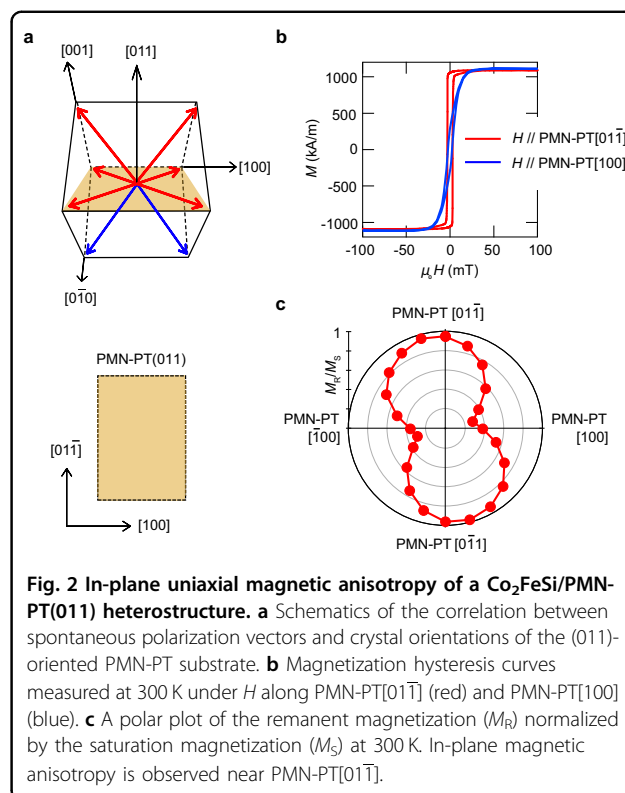 a
[001]
[011]
[100]
[01̅0]
PMN-PT(011)
[011̅]
[100]
b
M (kA/m)
1000
500
0
-500
-1000
H // PMN-PT[011̅]
H // PMN-PT[100]
-100 -50 0 50 100
μ₀H (mT)
c
PMN-PT [011̅]
1
M_R/M_S
PMN-PT
[1̅00]
PMN-PT
[100]
PMN-PT [01̅1]
Fig. 2 In-plane uniaxial magnetic anisotropy of a Co₂FeSi/PMN-
PT(011) heterostructure. a Schematics of the correlation between
spontaneous polarization vectors and crystal orientations of the (011)-
oriented PMN-PT substrate. b Magnetization hysteresis curves
measured at 300 K under H along PMN-PT[011̅] (red) and PMN-PT[100]
(blue). c A polar plot of the remanent magnetization (M_R) normalized
by the saturation magnetization (M_S) at 300 K. In-plane magnetic
anisotropy is observed near PMN-PT[011̅].